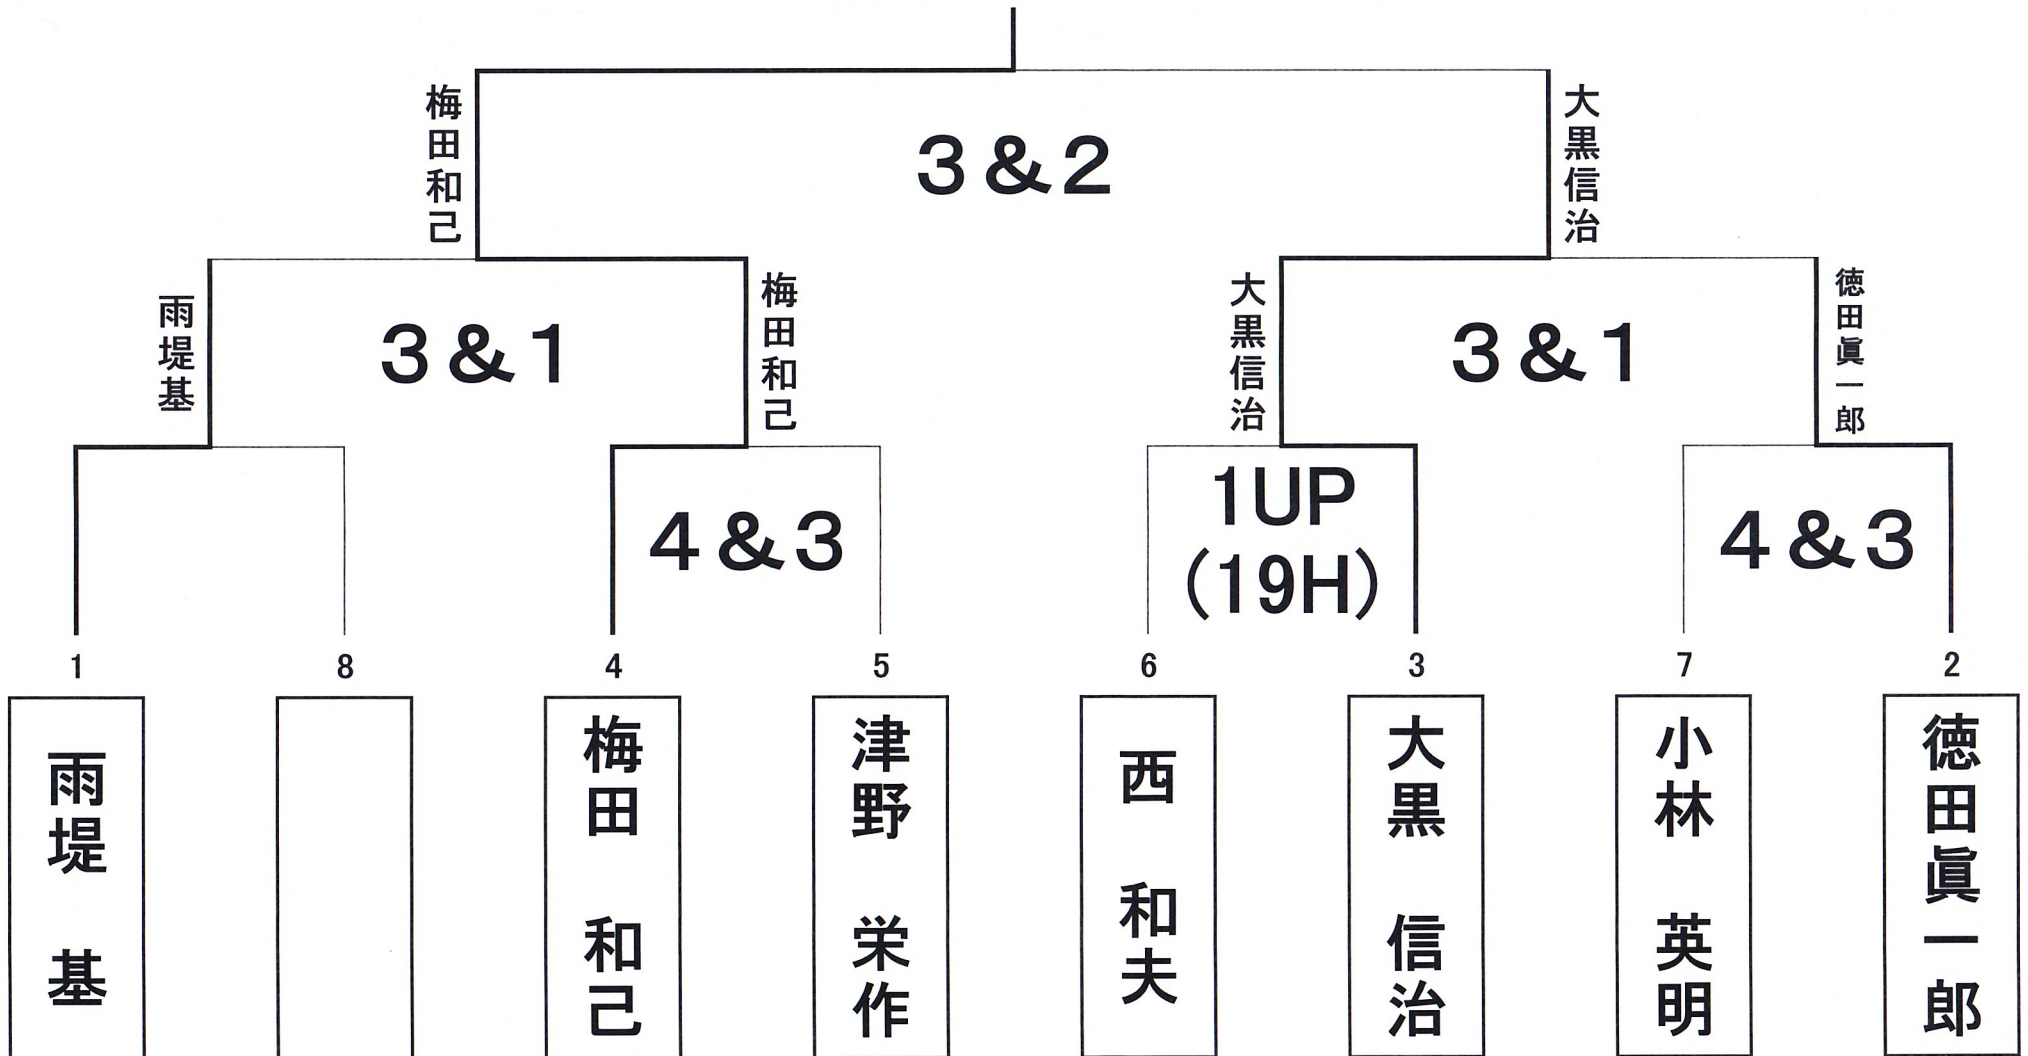 梅田和己
3&2
大黒信治
雨堤基
3&1
梅田和己
大黒信治
3&1
徳田眞一郎
4&3
1UP
(19H)
4&3
1
8
4
5
6
3
7
2
雨堤 基
梅田 和己
津野 栄作
西 和夫
大黒 信治
小林 英明
徳田眞一郎